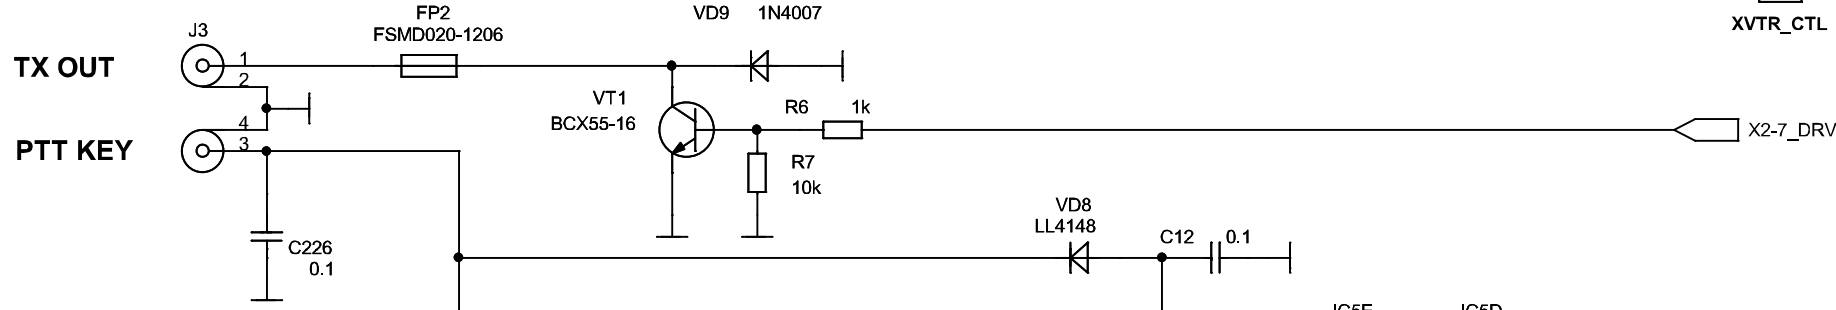 FP2
VD9 1N4007
J3
FSMD020-1206
XVTR_CTL
TX OUT
1
2
VT1
R6 1k
BCX55-16
4
X2-7_DRV
PTT KEY
3
R7
10k
VD8
LL4148
C12 0.1
C226
0.1